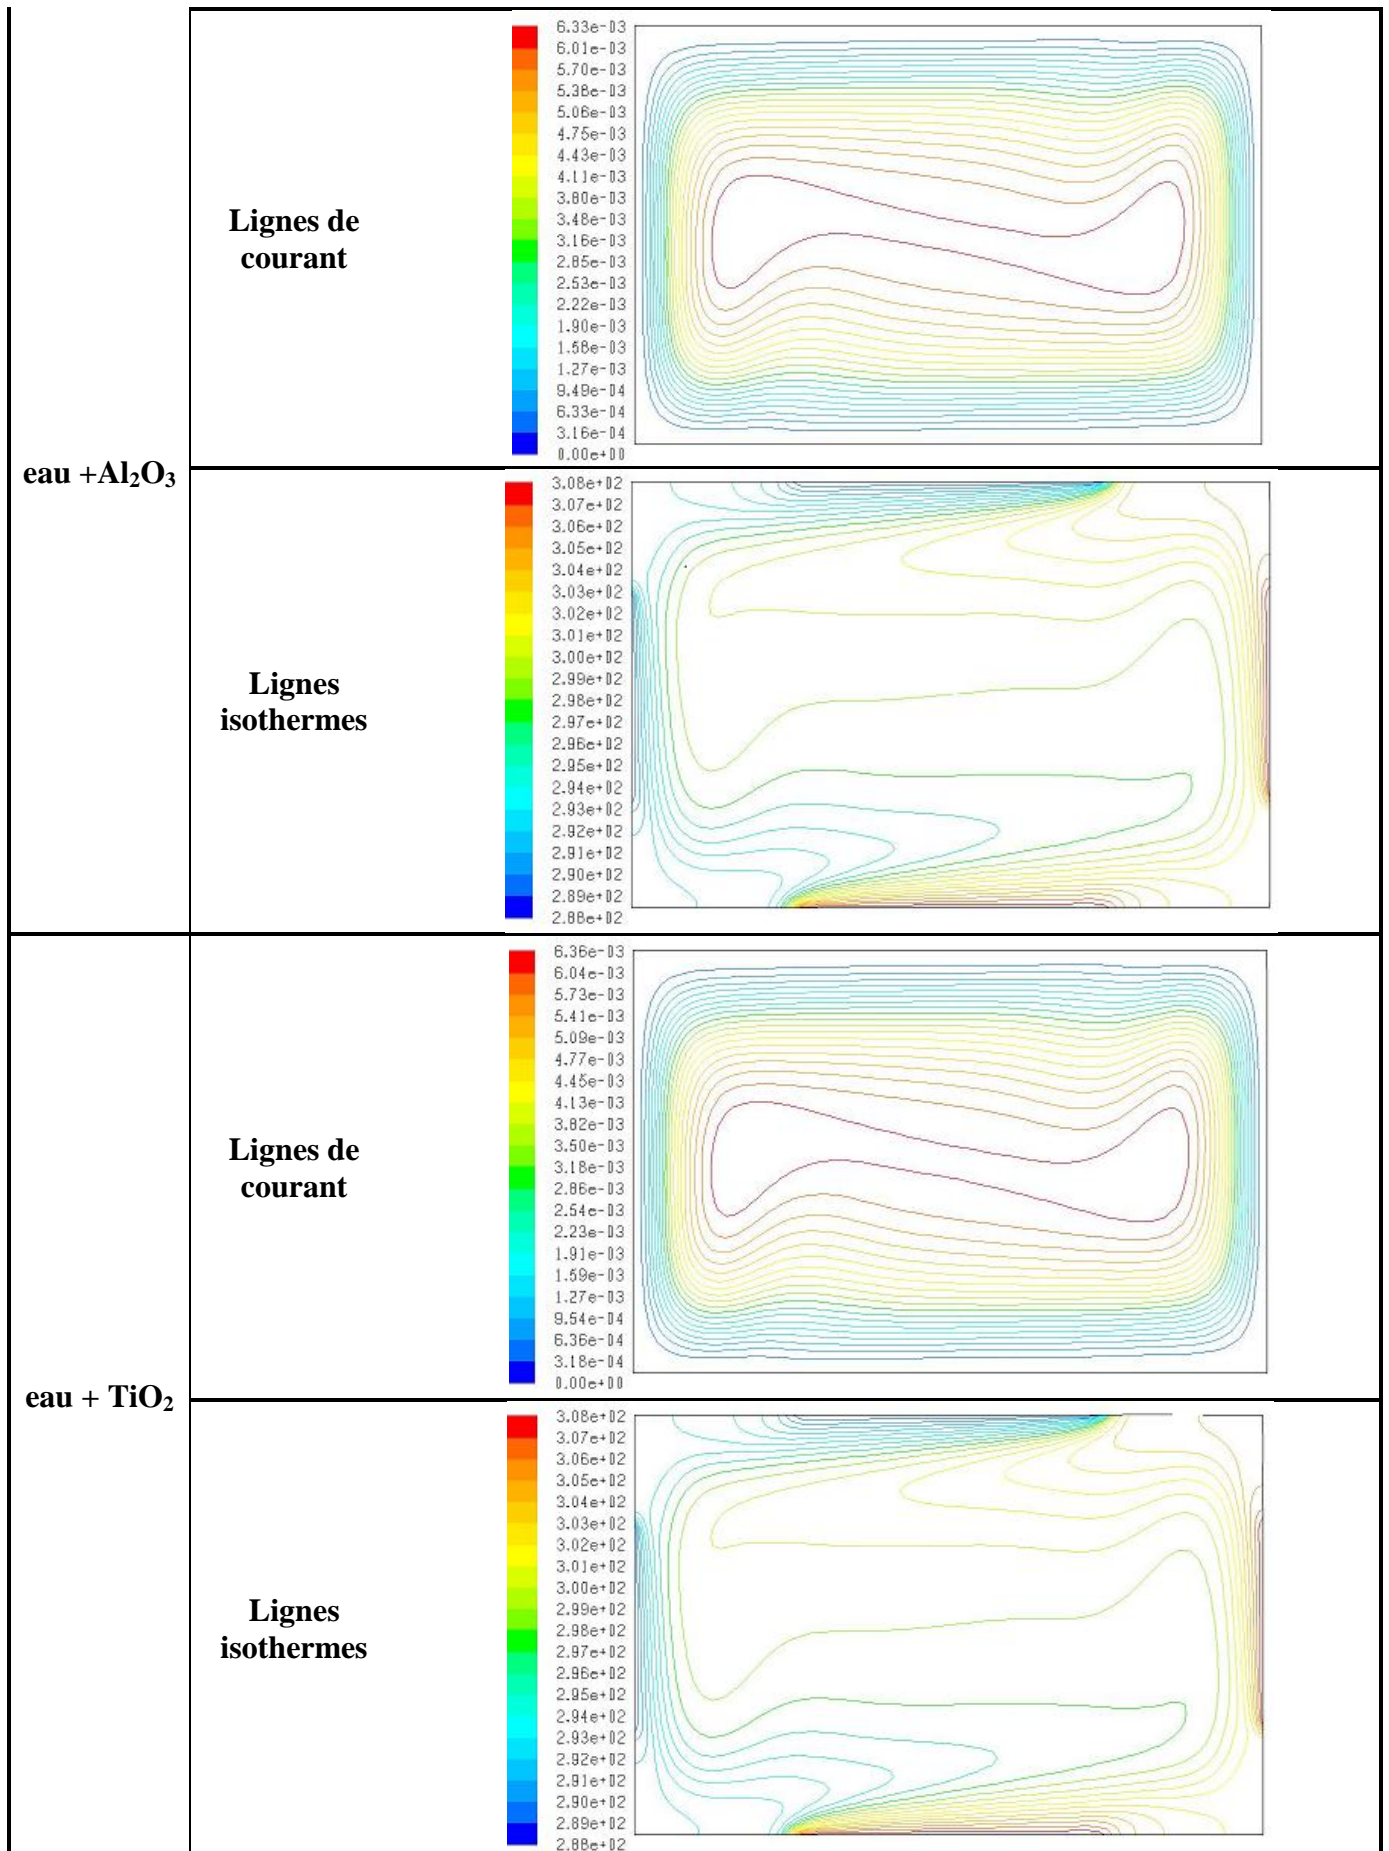 eau +Al₂O₃
Lignes de
courant
6.33e-03
6.01e-03
5.70e-03
5.38e-03
5.06e-03
4.75e-03
4.43e-03
4.11e-03
3.80e-03
3.48e-03
3.16e-03
2.85e-03
2.53e-03
2.22e-03
1.90e-03
1.58e-03
1.27e-03
9.49e-04
6.33e-04
3.16e-04
0.00e+00
Lignes
isothermes
3.08e+02
3.07e+02
3.06e+02
3.05e+02
3.04e+02
3.03e+02
3.02e+02
3.01e+02
3.00e+02
2.99e+02
2.98e+02
2.97e+02
2.96e+02
2.95e+02
2.94e+02
2.93e+02
2.92e+02
2.91e+02
2.90e+02
2.89e+02
2.88e+02
eau + TiO₂
Lignes de
courant
6.36e-03
6.04e-03
5.73e-03
5.41e-03
5.09e-03
4.77e-03
4.45e-03
4.13e-03
3.82e-03
3.50e-03
3.18e-03
2.86e-03
2.54e-03
2.23e-03
1.91e-03
1.59e-03
1.27e-03
9.54e-04
6.36e-04
3.18e-04
0.00e+00
Lignes
isothermes
3.08e+02
3.07e+02
3.06e+02
3.05e+02
3.04e+02
3.03e+02
3.02e+02
3.01e+02
3.00e+02
2.99e+02
2.98e+02
2.97e+02
2.96e+02
2.95e+02
2.94e+02
2.93e+02
2.92e+02
2.91e+02
2.90e+02
2.89e+02
2.88e+02